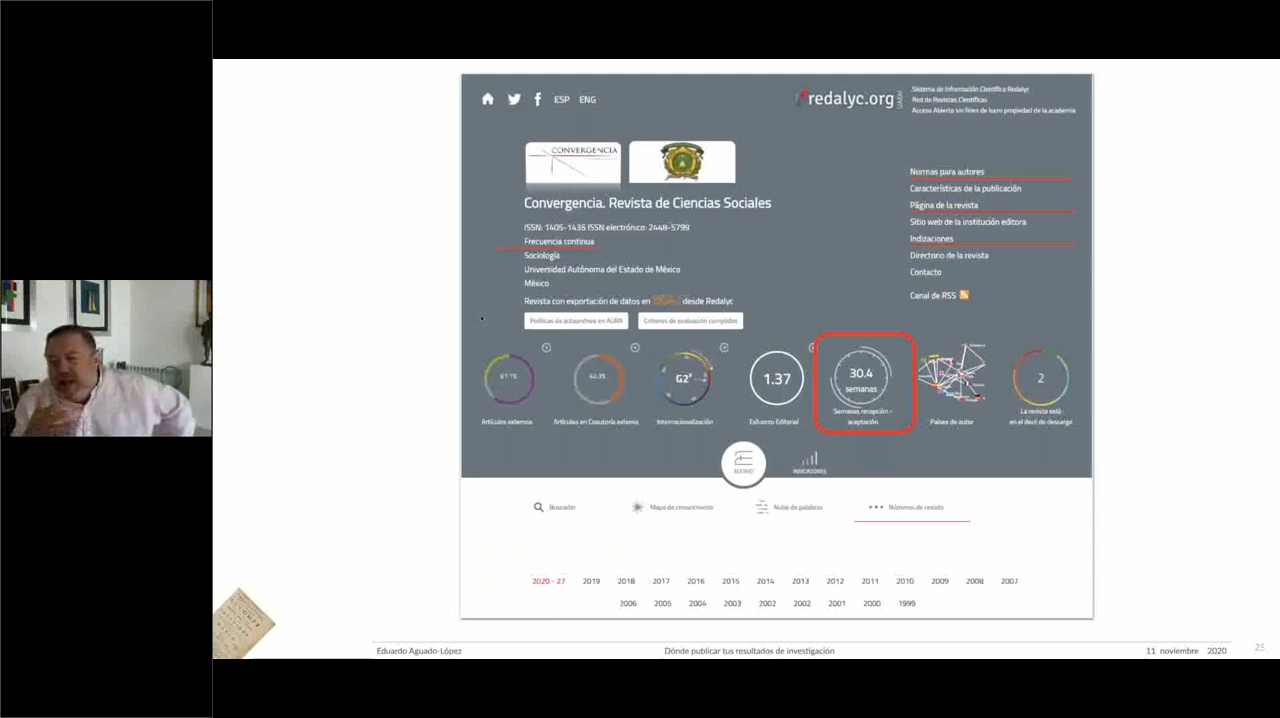 ESP ENG
redalyc.org
UAEM
Sistema de Información Científica Redalyc
Red de Revistas Científicas
Acceso Abierto sin fines de lucro propiedad de la academia
CONVERGENCIA
Convergencia. Revista de Ciencias Sociales
ISSN: 1405-1435 ISSN electrónico: 2448-5799
Frecuencia continua
Sociología
Universidad Autónoma del Estado de México
México
Revista con exportación de datos en desde Redalyc
Políticas de autoarchivo en AURA
Criterios de evaluación cumplidos
Normas para autores
Características de la publicación
Página de la revista
Sitio web de la institución editora
Indizaciones
Directorio de la revista
Contacto
Canal de RSS
Artículos externos
62.3%
Artículos en Coautoría externa
G2
Internacionalización
1.37
Esfuerzo Editorial
30.4
semanas
Semanas recepción -
aceptación
Países de autor
2
La revista está
en el decil de descarga
INDICADORES
Buscador
Mapa de conocimiento
Nube de palabras
Números de revista
2020 - 27 2019 2018 2017 2016 2015 2014 2013 2012 2011 2010 2009 2008 2007
2006 2005 2004 2003 2002 2002 2001 2000 1999
Eduardo Aguado-López
Dónde publicar tus resultados de investigación
11 noviembre 2020
25